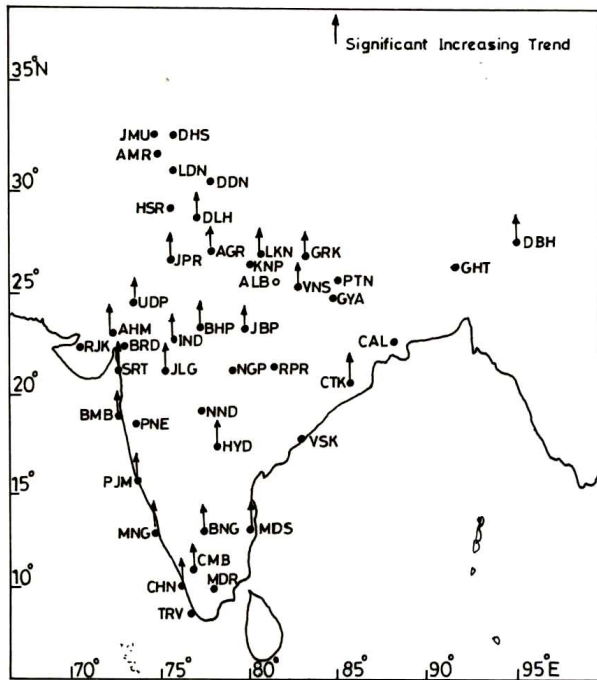 Significant Increasing Trend
35°N
JMU DHS
AMR
LDN
30°
DDN
HSR
DLH
DBH
AGR LKN GRK
JPR
KNP
GHT
25°
ALB VNS PTN
GYA
UDP
AHM IND BHP JBP
RJK BRD
CAL
SRT JLG NGP RPR
CTK
20°
BMB PNE NND
HYD
VSK
PJM
15°
MNG BNG MDS
CMB
10°
CHN MDR
TRV
70° 75° 80° 85° 90° 95°E